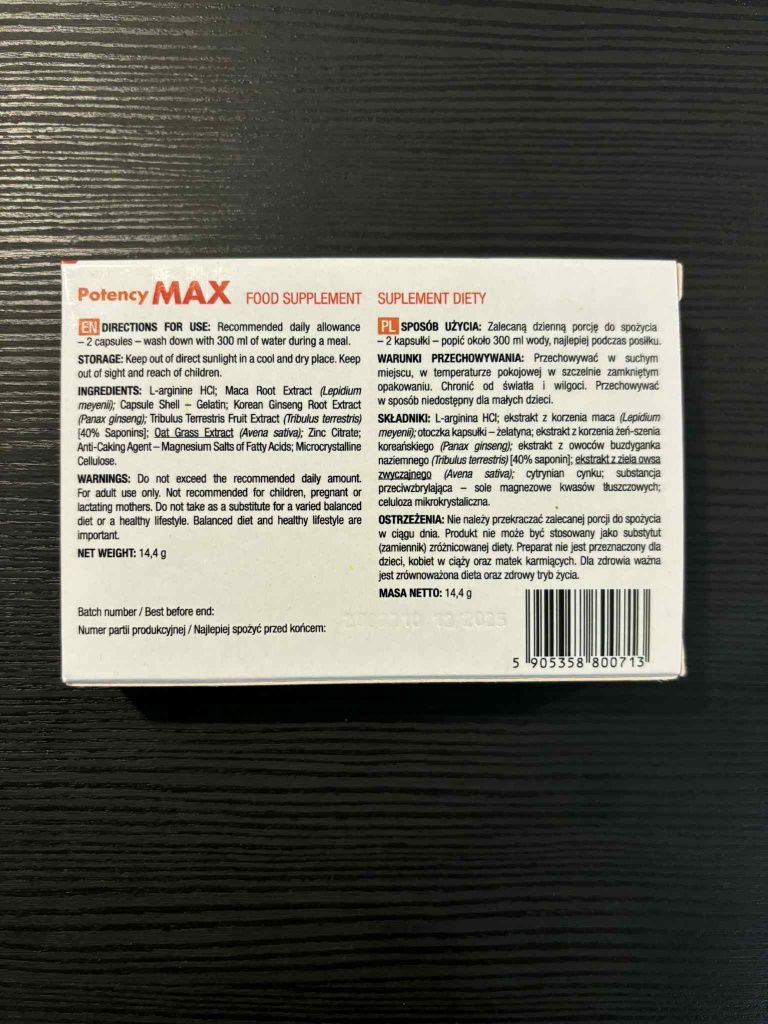 Potency MAX FOOD SUPPLEMENT
EN DIRECTIONS FOR USE: Recommended daily allowance
– 2 capsules – wash down with 300 ml of water during a meal.
STORAGE: Keep out of direct sunlight in a cool and dry place. Keep
out of sight and reach of children.
INGREDIENTS: L-arginine HCl; Maca Root Extract (Lepidium
meyenii); Capsule Shell – Gelatin; Korean Ginseng Root Extract
(Panax ginseng); Tribulus Terrestris Fruit Extract (Tribulus terrestris)
[40% Saponins]; Oat Grass Extract (Avena sativa); Zinc Citrate;
Anti-Caking Agent – Magnesium Salts of Fatty Acids; Microcrystalline
Cellulose.
WARNINGS: Do not exceed the recommended daily amount.
For adult use only. Not recommended for children, pregnant or
lactating mothers. Do not take as a substitute for a varied balanced
diet or a healthy lifestyle. Balanced diet and healthy lifestyle are
important.
NET WEIGHT: 14,4 g
SUPLEMENT DIETY
PL SPOSÓB UŻYCIA: Zalecaną dzienną porcję do spożycia
– 2 kapsułki – popić około 300 ml wody, najlepiej podczas posiłku.
WARUNKI PRZECHOWYWANIA: Przechowywać w suchym
miejscu, w temperaturze pokojowej w szczelnie zamkniętym
opakowaniu. Chronić od światła i wilgoci. Przechowywać
w sposób niedostępny dla małych dzieci.
SKŁADNIKI: L-arginina HCl; ekstrakt z korzenia maca (Lepidium
meyenii); otoczka kapsułki – żelatyna; ekstrakt z korzenia żeń-szenia
koreańskiego (Panax ginseng); ekstrakt z owoców buzdyganka
naziemnego (Tribulus terrestris) [40% saponin]; ekstrakt z ziela owsa
zwyczajnego (Avena sativa); cytrynian cynku; substancja
przeciwzbrylająca – sole magnezowe kwasów tłuszczowych;
celuloza mikrokrystaliczna.
OSTRZEŻENIA: Nie należy przekraczać zalecanej porcji do spożycia
w ciągu dnia. Produkt nie może być stosowany jako substytut
(zamiennik) zróżnicowanej diety. Preparat nie jest przeznaczony dla
dzieci, kobiet w ciąży oraz matek karmiących. Dla zdrowia ważna
jest zrównoważona dieta oraz zdrowy tryb życia.
MASA NETTO: 14,4 g
Batch number / Best before end:
Numer partii produkcyjnej / Najlepiej spożyć przed końcem:
12 2025
5 905358 800713